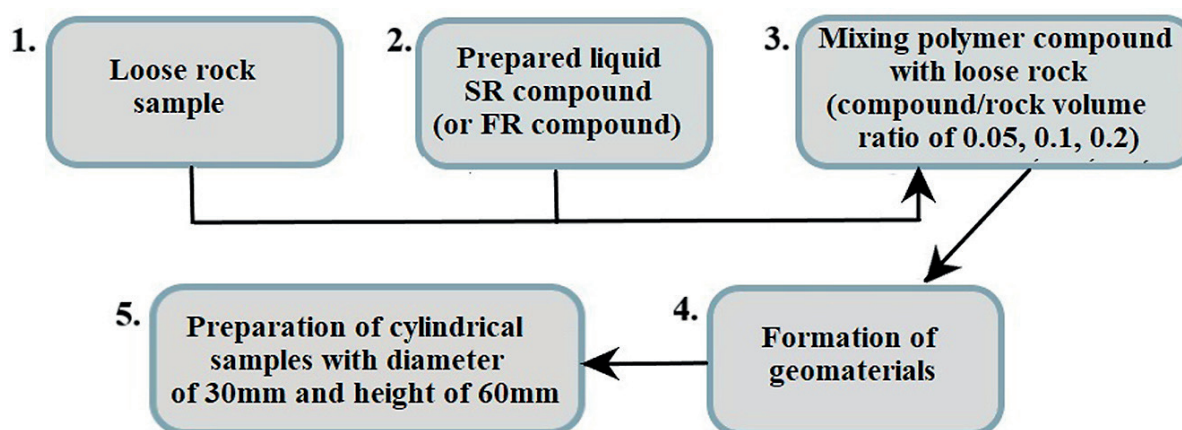 1.
Loose rock
sample
2.
Prepared liquid
SR compound
(or FR compound)
3.
Mixing polymer compound
with loose rock
(compound/rock volume
ratio of 0.05, 0.1, 0.2)
4.
Formation of
geomaterials
5.
Preparation of cylindrical
samples with diameter
of 30mm and height of 60mm